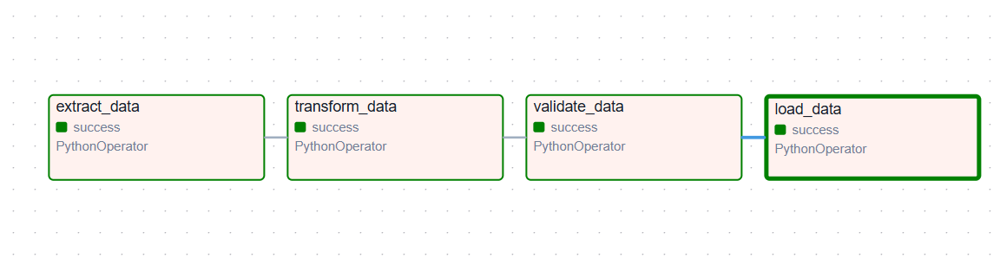 extract_data
success
PythonOperator
transform_data
success
PythonOperator
validate_data
success
PythonOperator
load_data
success
PythonOperator